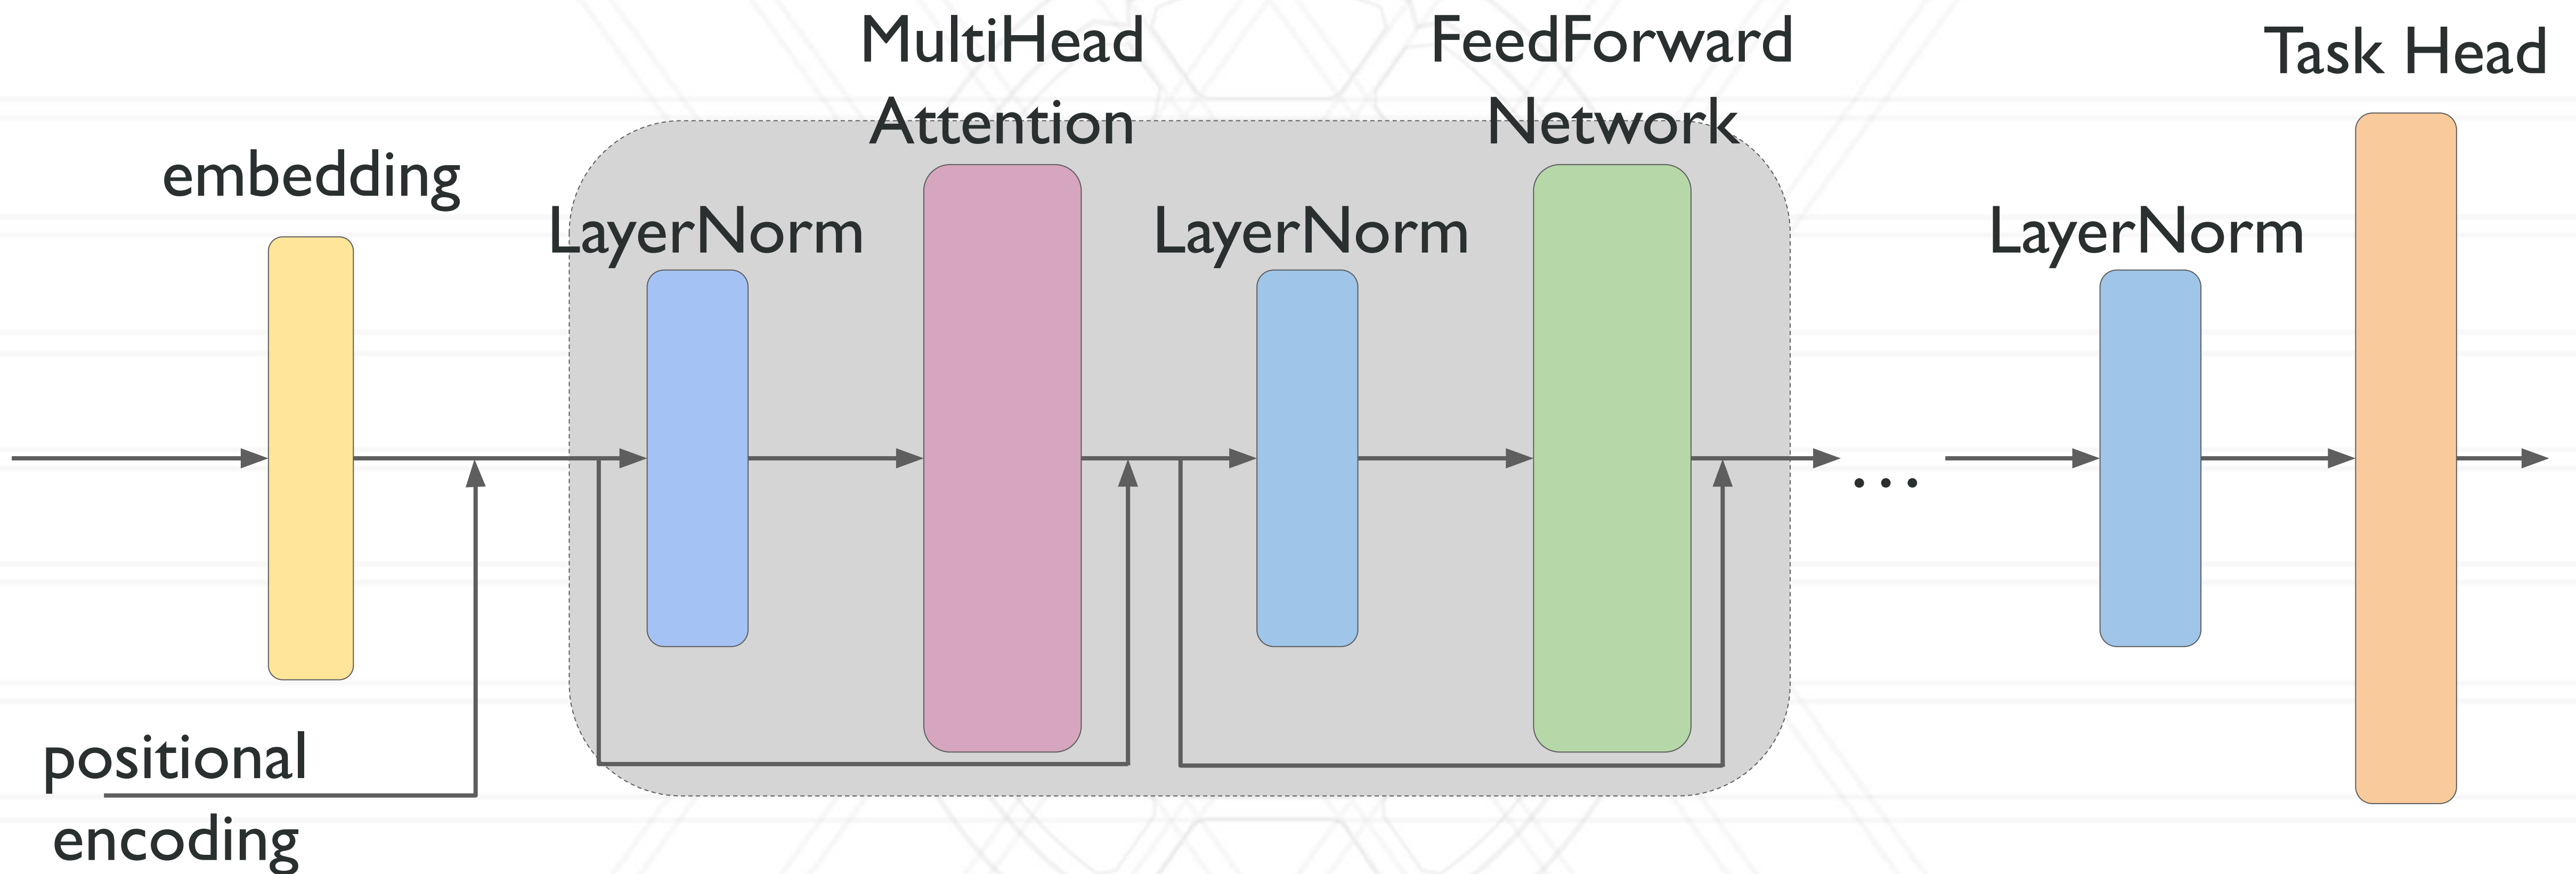 MultiHead
Attention
FeedForward
Network
Task Head
embedding
LayerNorm
LayerNorm
LayerNorm
...
positional
encoding